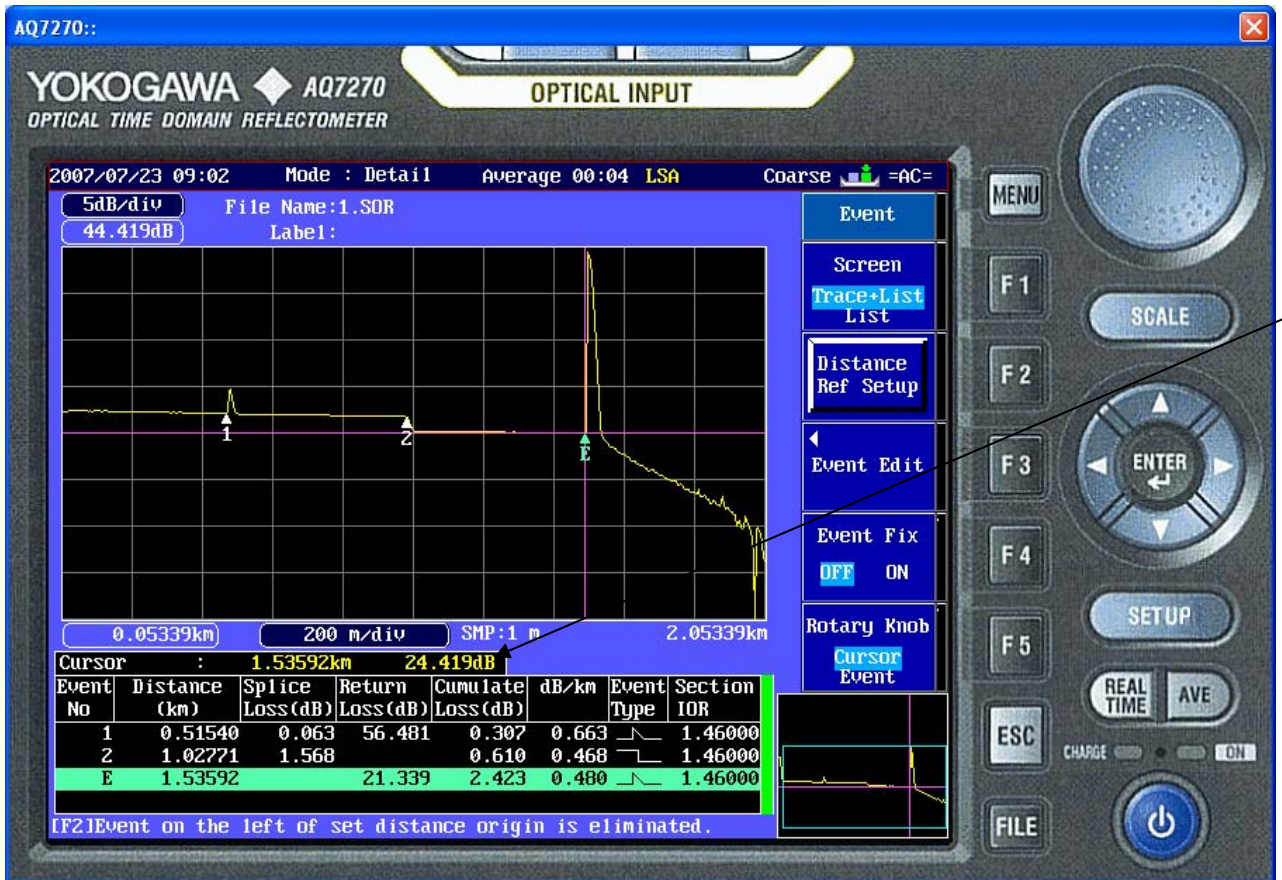 AQ7270::
YOKOGAWA AQ7270
OPTICAL TIME DOMAIN REFLECTOMETER
OPTICAL INPUT
2007/07/23 09:02 Mode : Detail Average 00:04 LSA Coarse =AC=
5dB/div File Name:1.SOR
44.419dB Label:
1
2
E
0.05339km 200 m/div SMP:1 m 2.05339km
Cursor : 1.53592km 24.419dB
Event Distance Splice Return Cumulate dB/km Event Section
No (km) Loss(dB) Loss(dB) Loss(dB) Type IOR
1 0.51540 0.063 56.481 0.307 0.663 1.46000
2 1.02771 1.568 0.610 0.468 1.46000
E 1.53592 21.339 2.423 0.480 1.46000
[F2]Event on the left of set distance origin is eliminated.
Event
Screen
Trace+List
List
Distance
Ref Setup
Event Edit
Event Fix
OFF ON
Rotary Knob
Cursor
Event
MENU
F1
F2
F3
F4
F5
ESC
FILE
SCALE
ENTER
SETUP
REAL
TIME
AVE
CHARGE ON